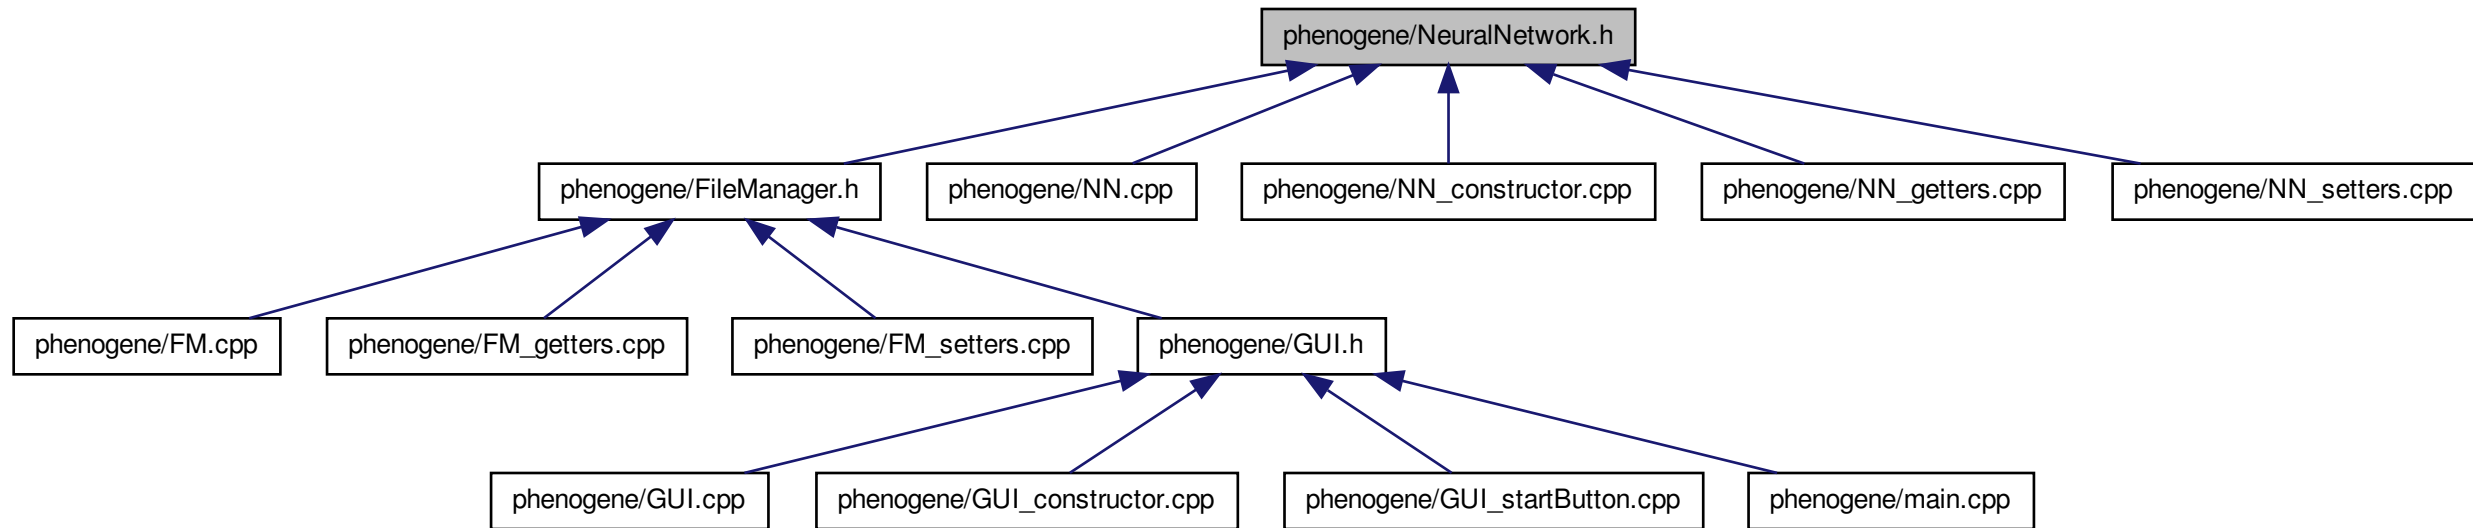 phenogene/NeuralNetwork.h
phenogene/FileManager.h
phenogene/NN.cpp
phenogene/NN_constructor.cpp
phenogene/NN_getters.cpp
phenogene/NN_setters.cpp
phenogene/FM.cpp
phenogene/FM_getters.cpp
phenogene/FM_setters.cpp
phenogene/GUI.h
phenogene/GUI.cpp
phenogene/GUI_constructor.cpp
phenogene/GUI_startButton.cpp
phenogene/main.cpp